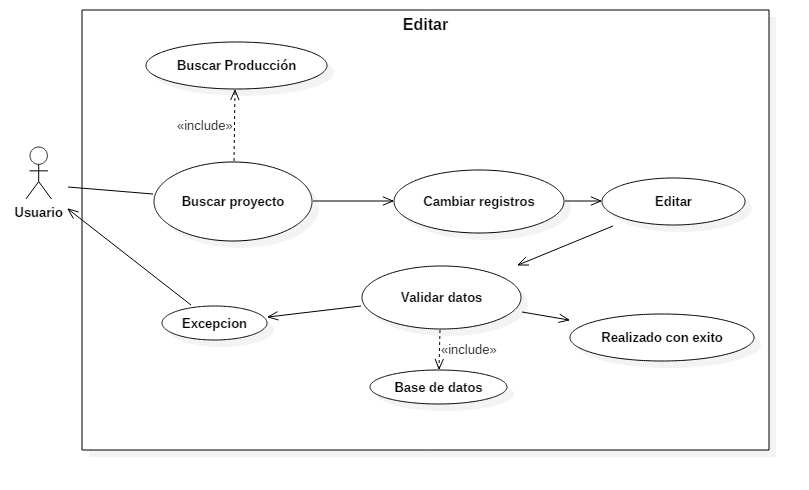 Editar
Buscar Producción
«include»
Usuario
Buscar proyecto
Cambiar registros
Editar
Validar datos
Excepcion
Realizado con exito
«include»
Base de datos